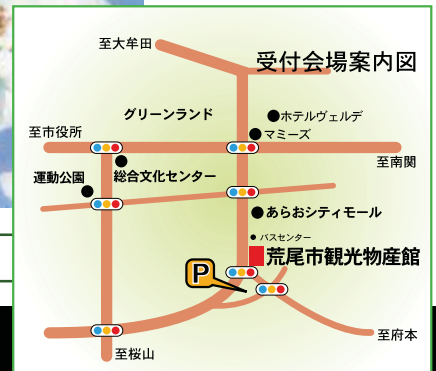 至大牟田
受付会場案内図
グリーンランド
ホテルヴェルデ
至市役所
マミーズ
至南関
総合文化センター
運動公園
あらおシティモール
バスセンター
荒尾市観光物産館
P
至府本
至桜山